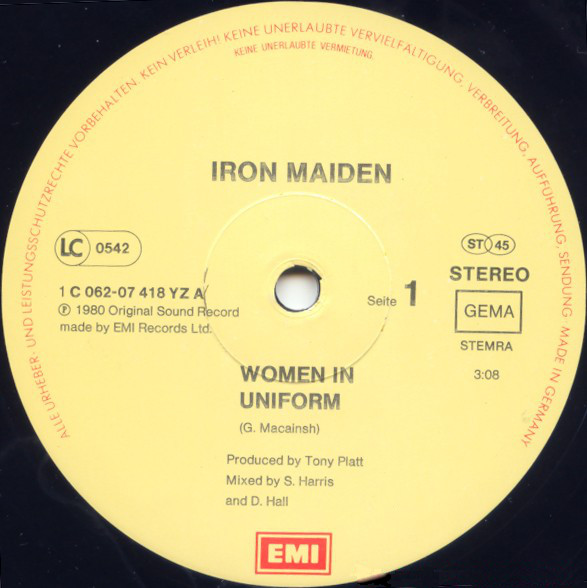 ALLE URHEBER- UND LEISTUNGSSCHUTZRECHTE VORBEHALTEN. KEIN VERLEIH! KEINE UNERLAUBTE VERVIELFÄLTIGUNG, VERBREITUNG, AUFFÜHRUNG, SENDUNG MADE IN GERMANY
KEINE UNERLAUBTE VERMIETUNG.
IRON MAIDEN
LC 0542
ST 45
1 C 062-07 418 YZ A
STEREO
℗ 1980 Original Sound Record
made by EMI Records Ltd.
Seite 1
GEMA
STEMRA
3:08
WOMEN IN
UNIFORM
(G. Macainsh)
Produced by Tony Platt
Mixed by S. Harris
and D. Hall
EMI